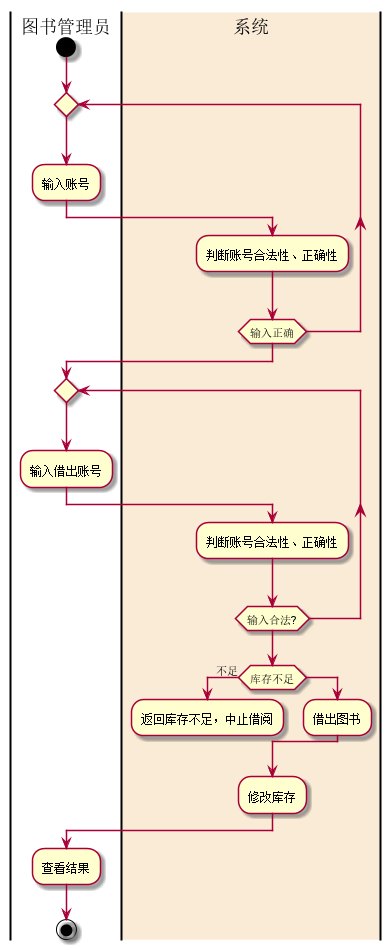 图书管理员
系统
输入账号
判断账号合法性、正确性
输入正确
输入借出账号
判断账号合法性、正确性
输入合法?
不足
库存不足
返回库存不足，中止借阅
借出图书
修改库存
查看结果